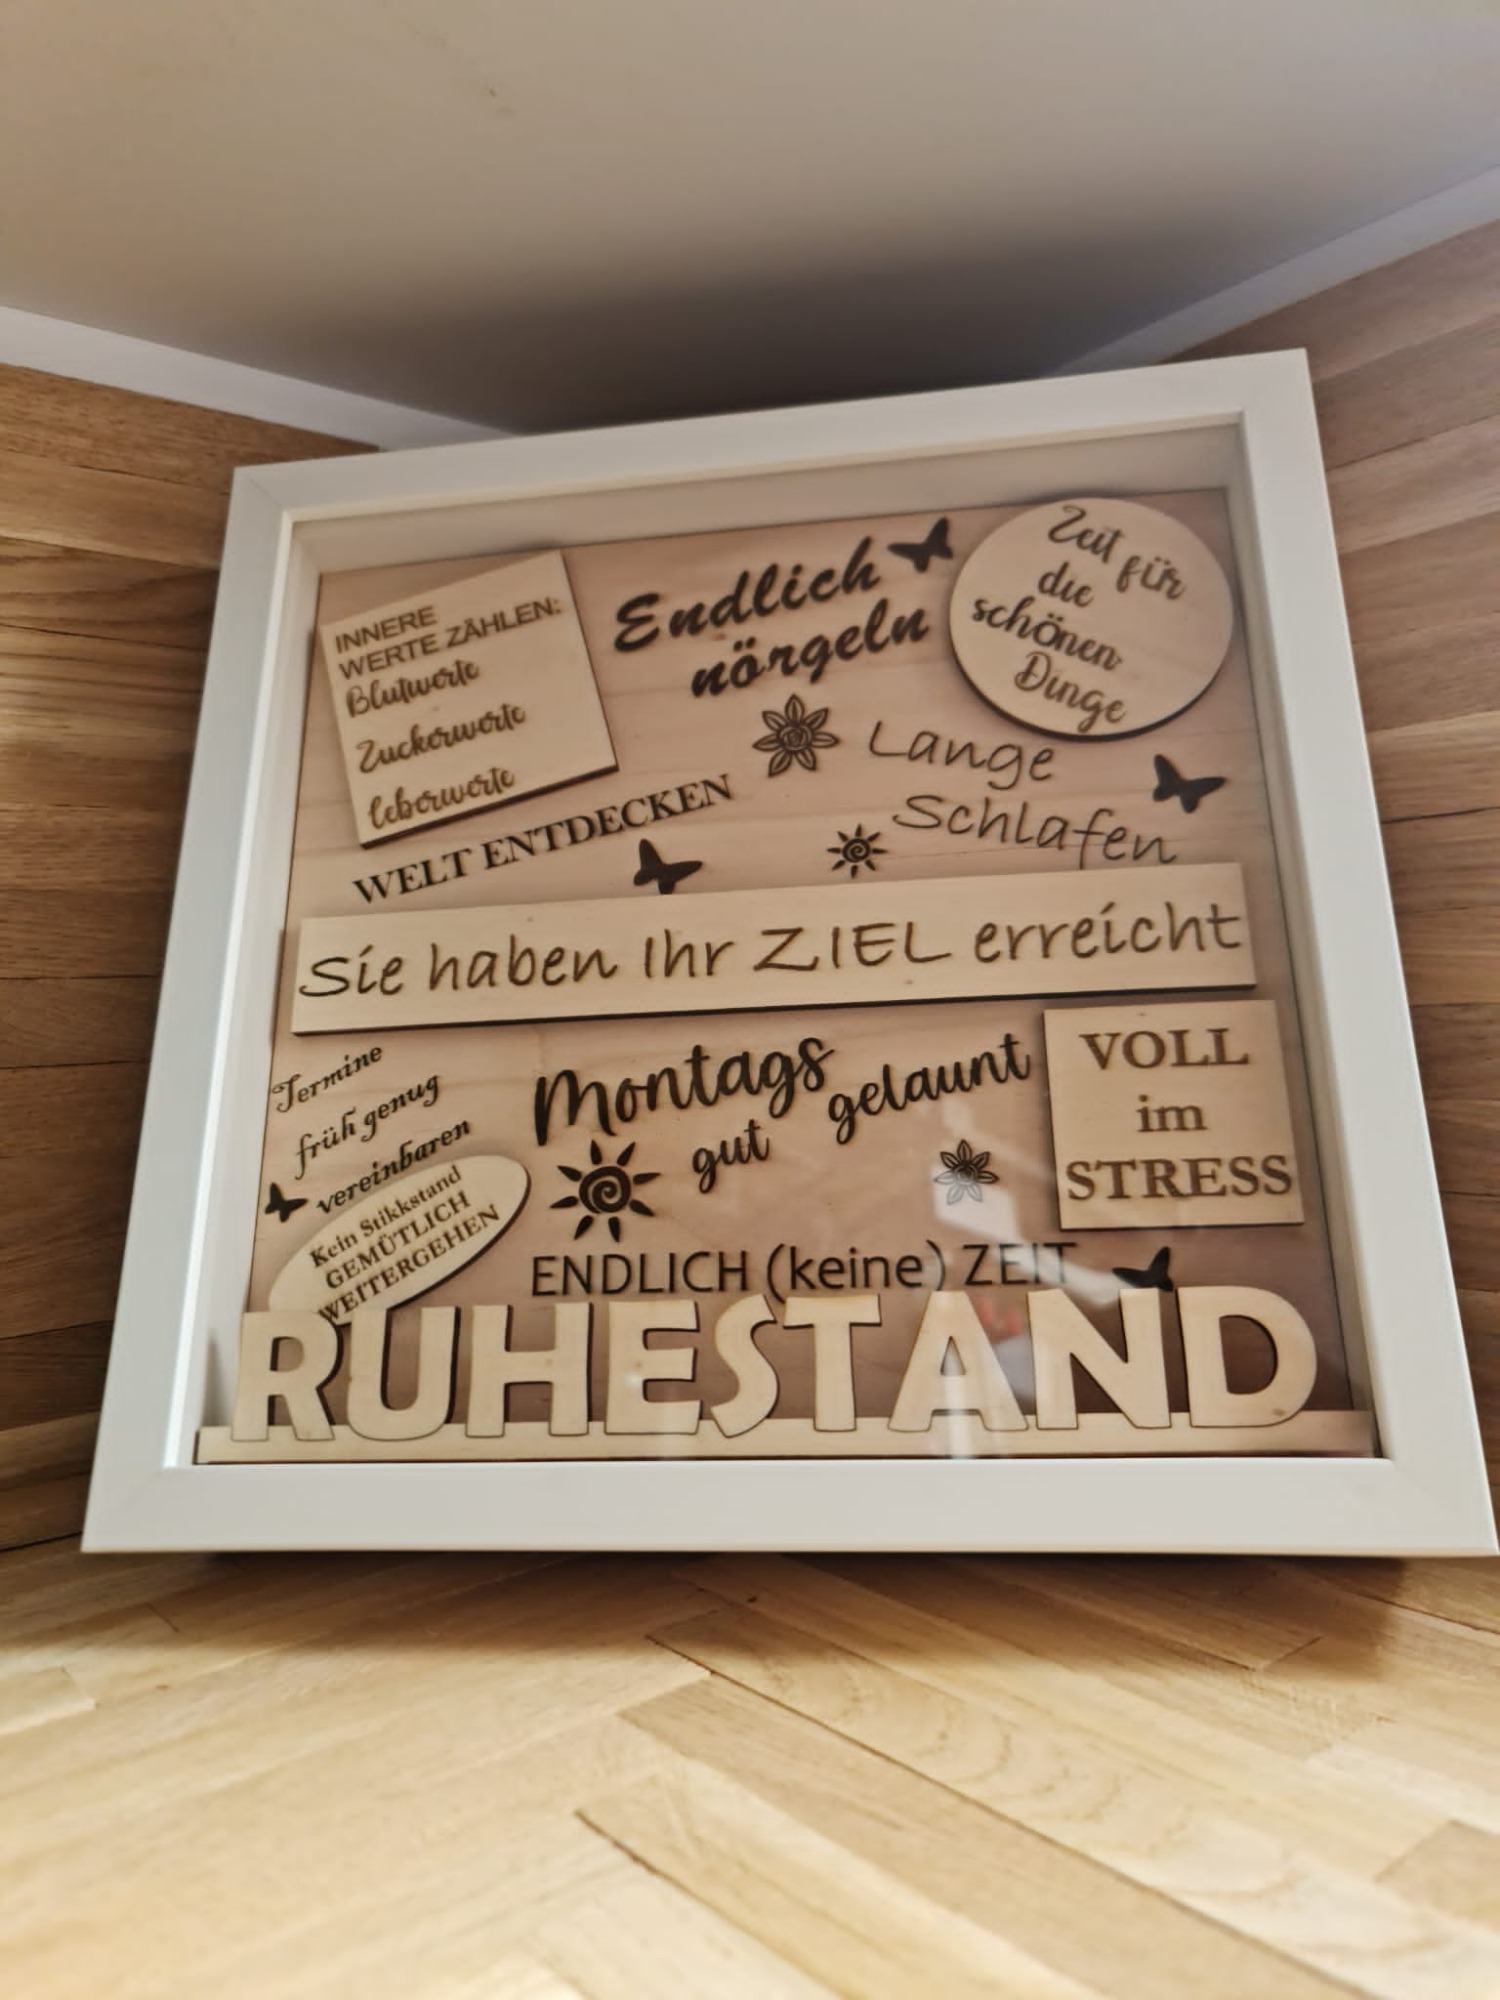 INNERE
WERTE ZÄHLEN:
Blutwerte
Zuckerwerte
Leberwerte
Endlich
nörgeln
Zeit für
die
schönen
Dinge
Lange
Schlafen
WELT ENTDECKEN
Sie haben Ihr ZIEL erreicht
Termine
früh genug
vereinbaren
Montags
gut gelaunt
VOLL
im
STRESS
Kein Stikkstand
GEMÜTLICH
WEITERGEHEN
ENDLICH (keine) ZEIT
RUHESTAND